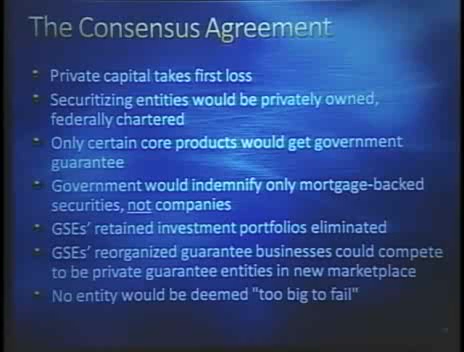 The Consensus Agreement
Private capital takes first loss
Securitizing entities would be privately owned,
federally chartered
Only certain core products would get government
guarantee
Government would indemnify only mortgage-backed
securities, not companies
GSEs' retained investment portfolios eliminated
GSEs' reorganized guarantee businesses could compete
to be private guarantee entities in new marketplace
No entity would be deemed "too big to fail"